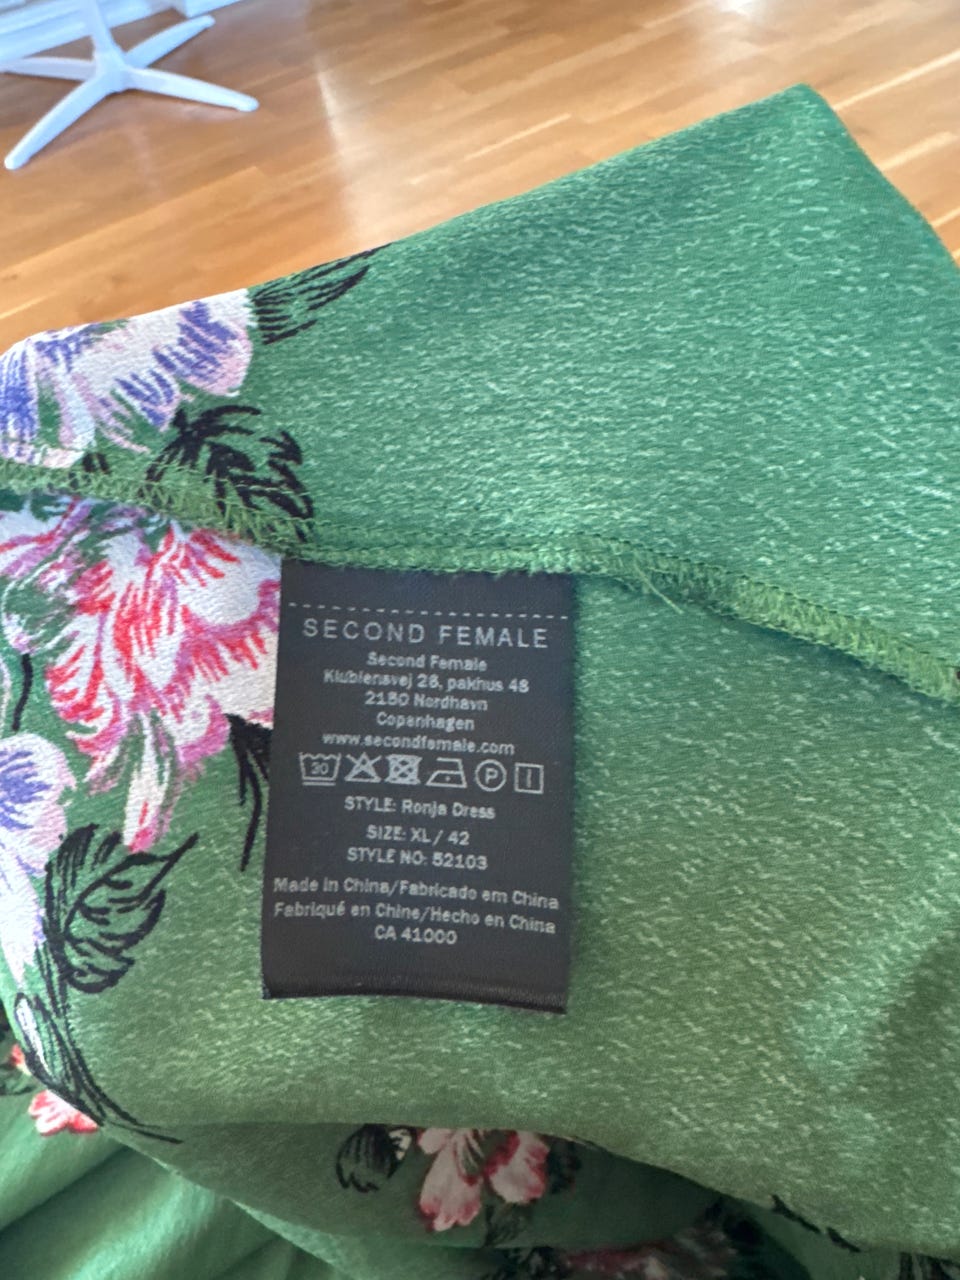 SECOND FEMALE
Second Female
Klubiensvej 28, pakhus 48
2150 Nordhavn
Copenhagen
www.secondfemale.com
30 P
STYLE: Ronja Dress
SIZE: XL / 42
STYLE NO: 52103
Made in China/Fabricado em China
Fabriqué en Chine/Hecho en China
CA 41000